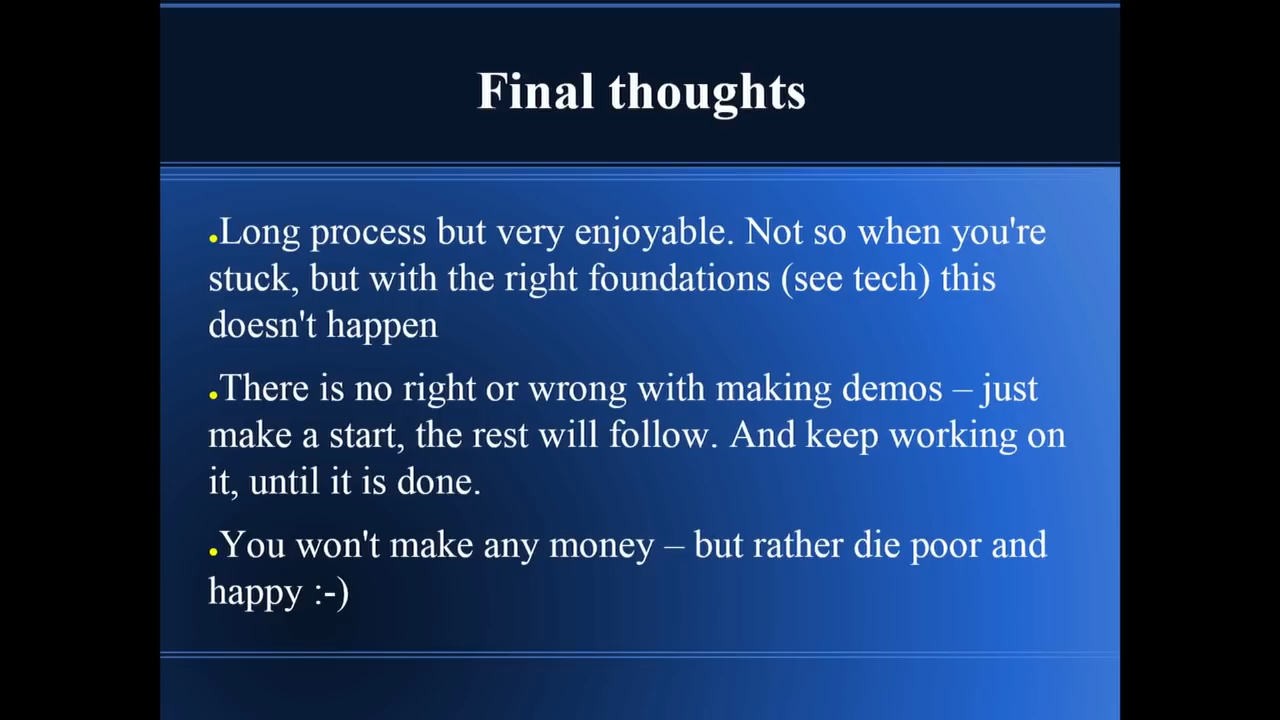 Final thoughts
●Long process but very enjoyable. Not so when you're
stuck, but with the right foundations (see tech) this
doesn't happen
●There is no right or wrong with making demos – just
make a start, the rest will follow. And keep working on
it, until it is done.
●You won't make any money – but rather die poor and
happy :-)